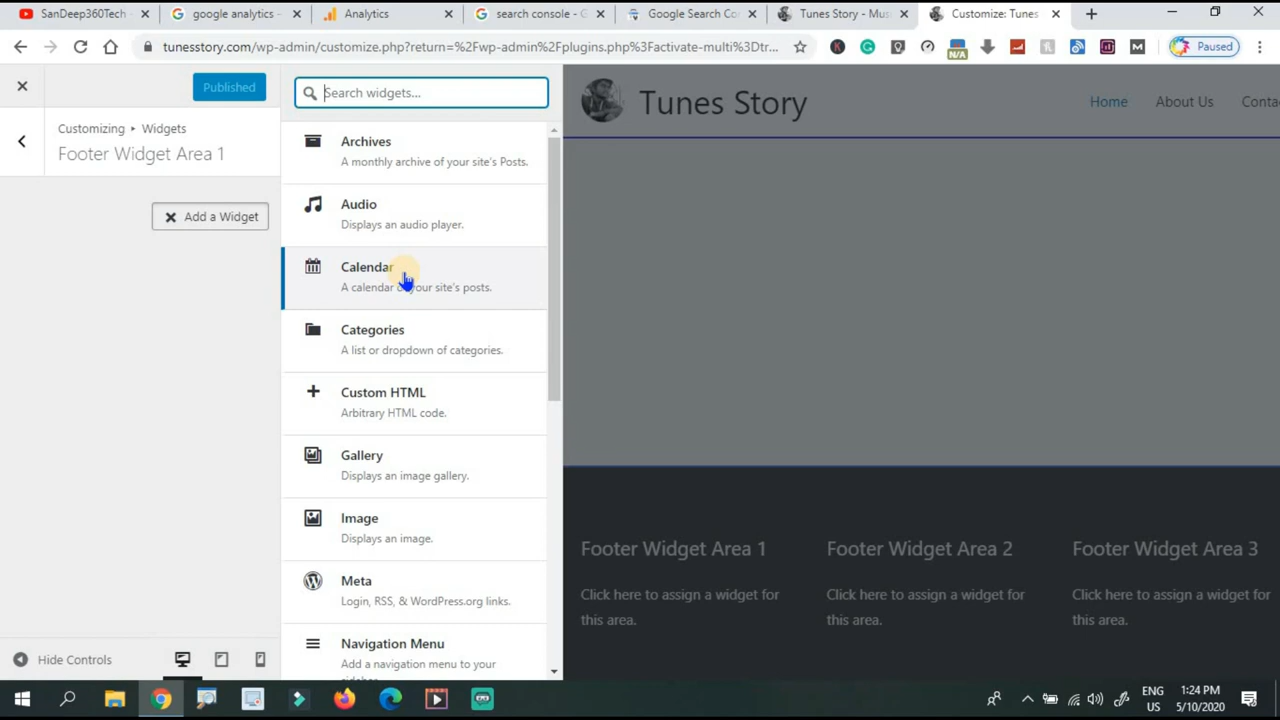 SanDeep360Tech
google analytics -
Analytics
search console - G
Google Search Con
Tunes Story - Mus
Customize: Tunes
tunesstory.com/wp-admin/customize.php?return=%2Fwp-admin%2Fplugins.php%3Factivate-multi%3Dtr...
N/A
Paused
Published
Search widgets...
Tunes Story
Home
About Us
Conta
Customizing ▸ Widgets
Footer Widget Area 1
Add a Widget
Archives
A monthly archive of your site's Posts.
Audio
Displays an audio player.
Calendar
A calendar of your site's posts.
Categories
A list or dropdown of categories.
Custom HTML
Arbitrary HTML code.
Gallery
Displays an image gallery.
Image
Displays an image.
Meta
Login, RSS, & WordPress.org links.
Navigation Menu
Add a navigation menu to your
sidebar.
Footer Widget Area 1
Click here to assign a widget for
this area.
Footer Widget Area 2
Click here to assign a widget for
this area.
Footer Widget Area 3
Click here to assign a widget for
this area.
Hide Controls
ENG
US
1:24 PM
5/10/2020